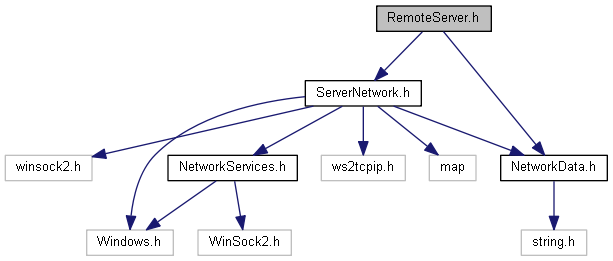 RemoteServer.h
ServerNetwork.h
winsock2.h
NetworkServices.h
ws2tcpip.h
map
NetworkData.h
Windows.h
WinSock2.h
string.h